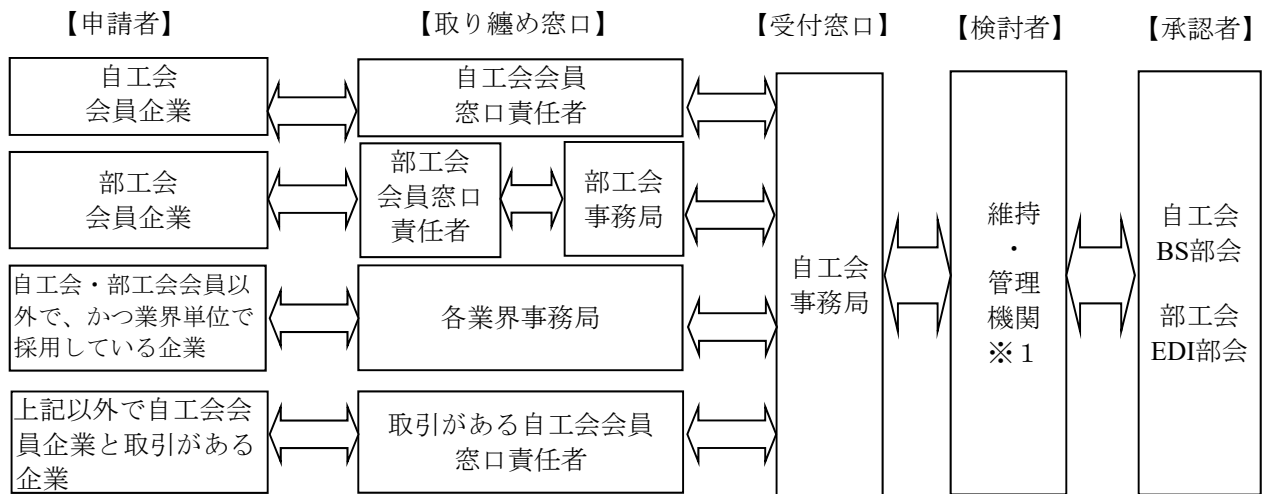 【申請者】
【取り纏め窓口】
【受付窓口】
【検討者】
【承認者】
自工会
会員企業
自工会会員
窓口責任者
部工会
会員企業
部工会
会員窓口
責任者
部工会
事務局
自工会・部工会会員以
外で、かつ業界単位で
採用している企業
各業界事務局
上記以外で自工会会
員企業と取引がある
企業
取引がある自工会会員
窓口責任者
自工会
事務局
維持
・
管理
機関
※１
自工会
BS部会
部工会
EDI部会